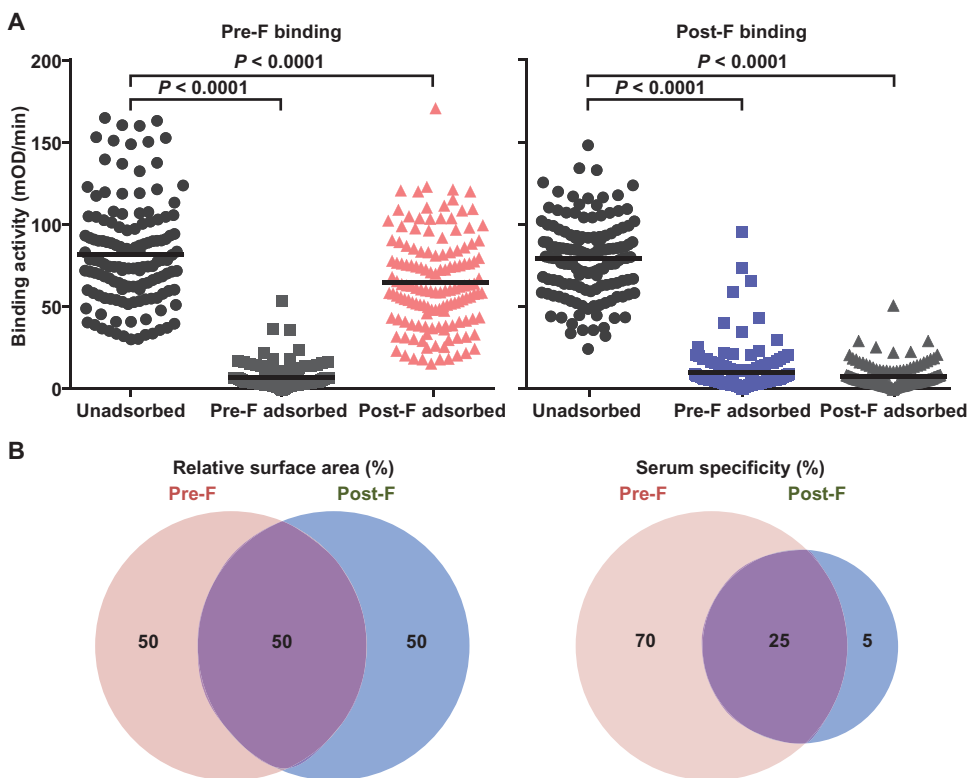 A
Pre-F binding
Post-F binding
P < 0.0001
P < 0.0001
P < 0.0001
P < 0.0001
Binding activity (mOD/min)
200
150
100
50
0
Unadsorbed
Pre-F adsorbed
Post-F adsorbed
Unadsorbed
Pre-F adsorbed
Post-F adsorbed
B
Relative surface area (%)
Pre-F
Post-F
50
50
50
Serum specificity (%)
Pre-F
Post-F
70
25
5